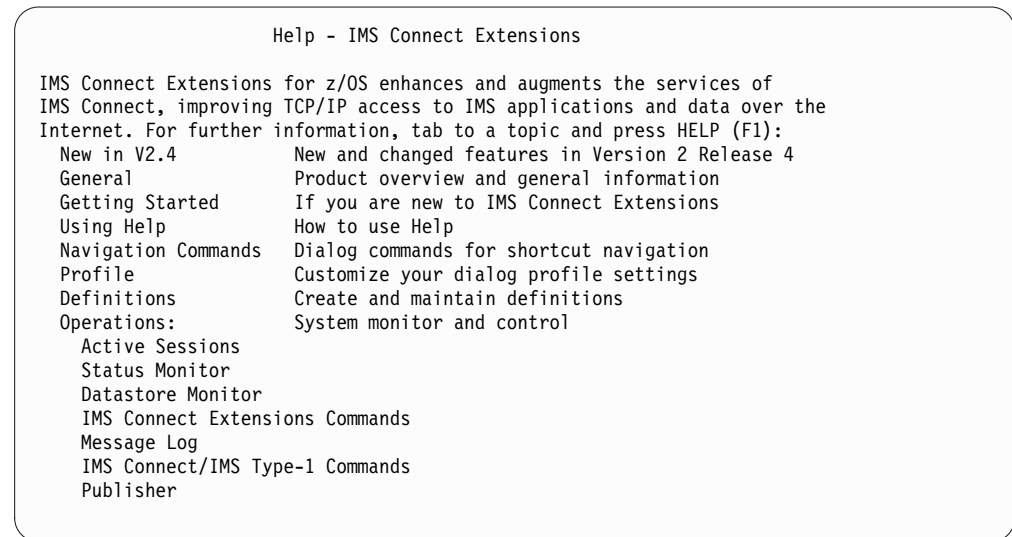 Help - IMS Connect Extensions
IMS Connect Extensions for z/OS enhances and augments the services of
IMS Connect, improving TCP/IP access to IMS applications and data over the
Internet. For further information, tab to a topic and press HELP (F1):
New in V2.4 New and changed features in Version 2 Release 4
General Product overview and general information
Getting Started If you are new to IMS Connect Extensions
Using Help How to use Help
Navigation Commands Dialog commands for shortcut navigation
Profile Customize your dialog profile settings
Definitions Create and maintain definitions
Operations: System monitor and control
Active Sessions
Status Monitor
Datastore Monitor
IMS Connect Extensions Commands
Message Log
IMS Connect/IMS Type-1 Commands
Publisher